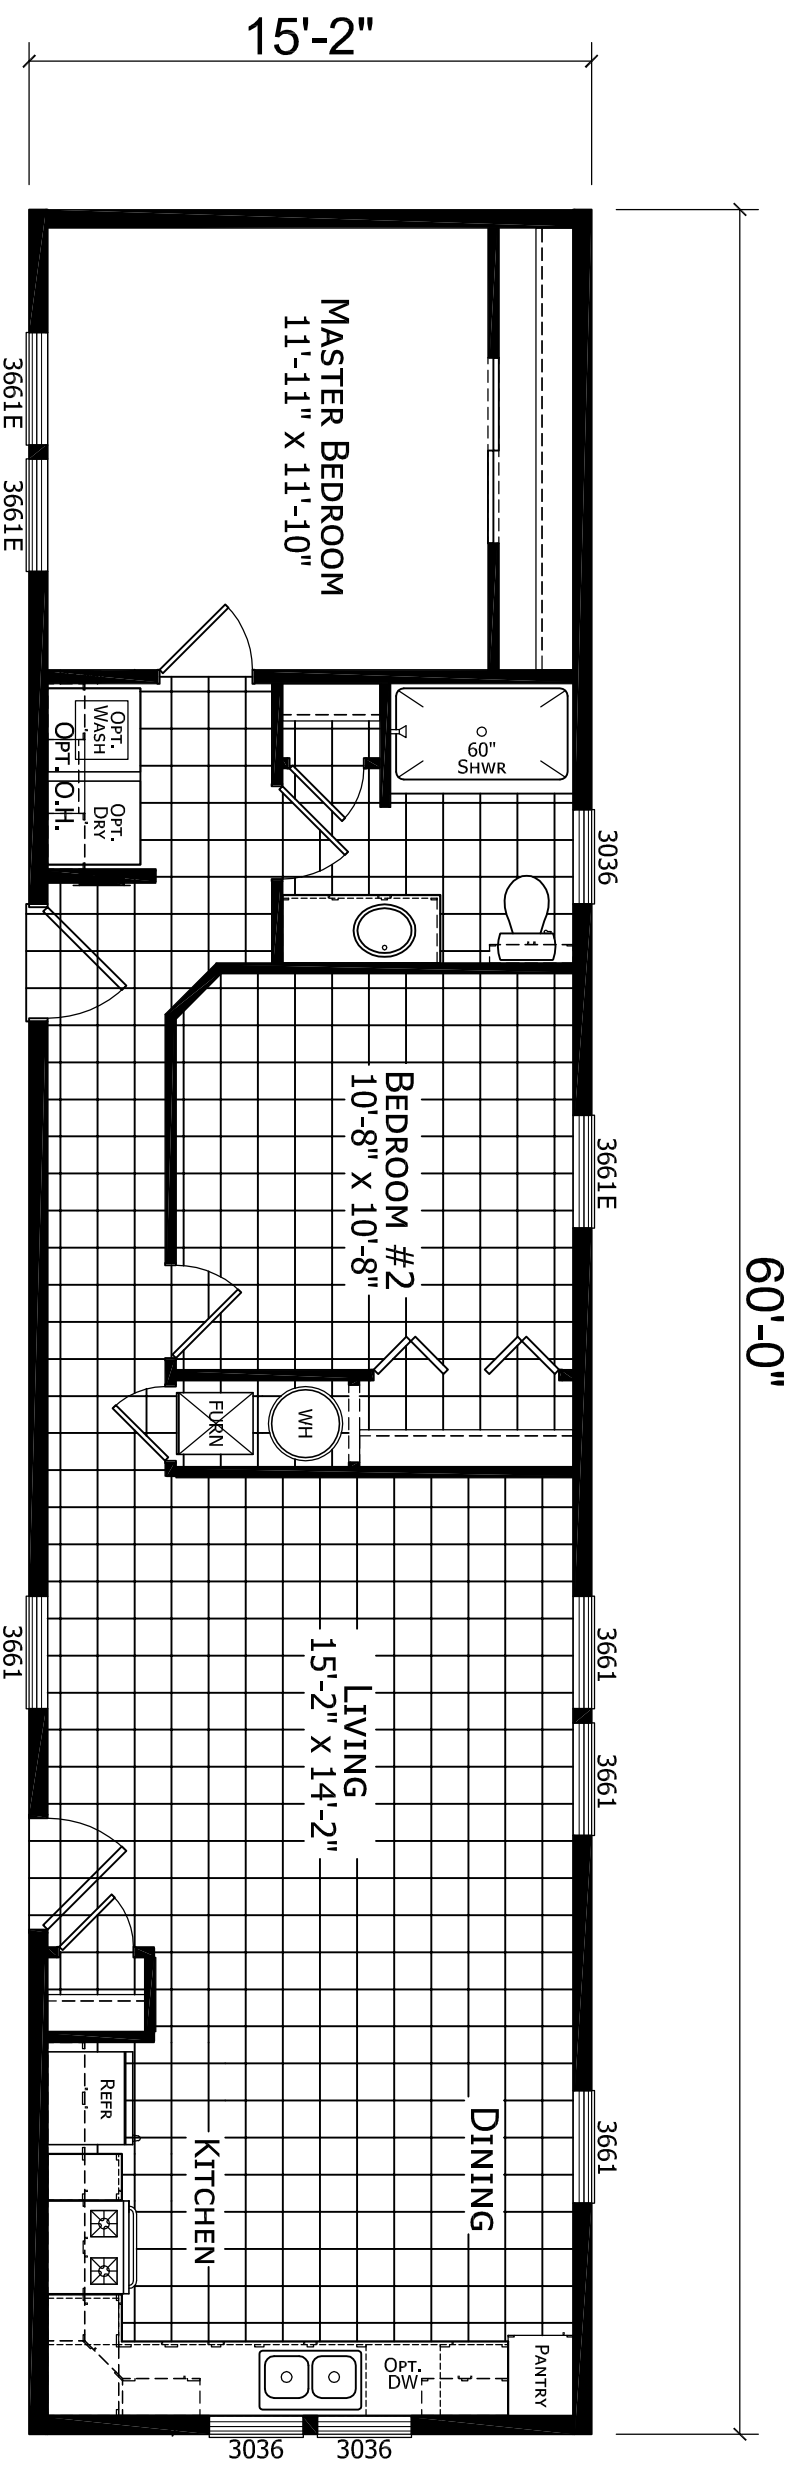 15'-2"
60'-0"
MASTER BEDROOM
11'-11" X 11'-10"
3661E
3661E
OPT.
WASH
OPT.
DRY
OPT. O.H.
60"
SHWR
3036
BEDROOM #2
10'-8" X 10'-8"
3661E
FURN
WH
LIVING
15'-2" X 14'-2"
3661
3661
3661
DINING
3661
KITCHEN
REFR
OPT.
DW
PANTRY
3036
3036